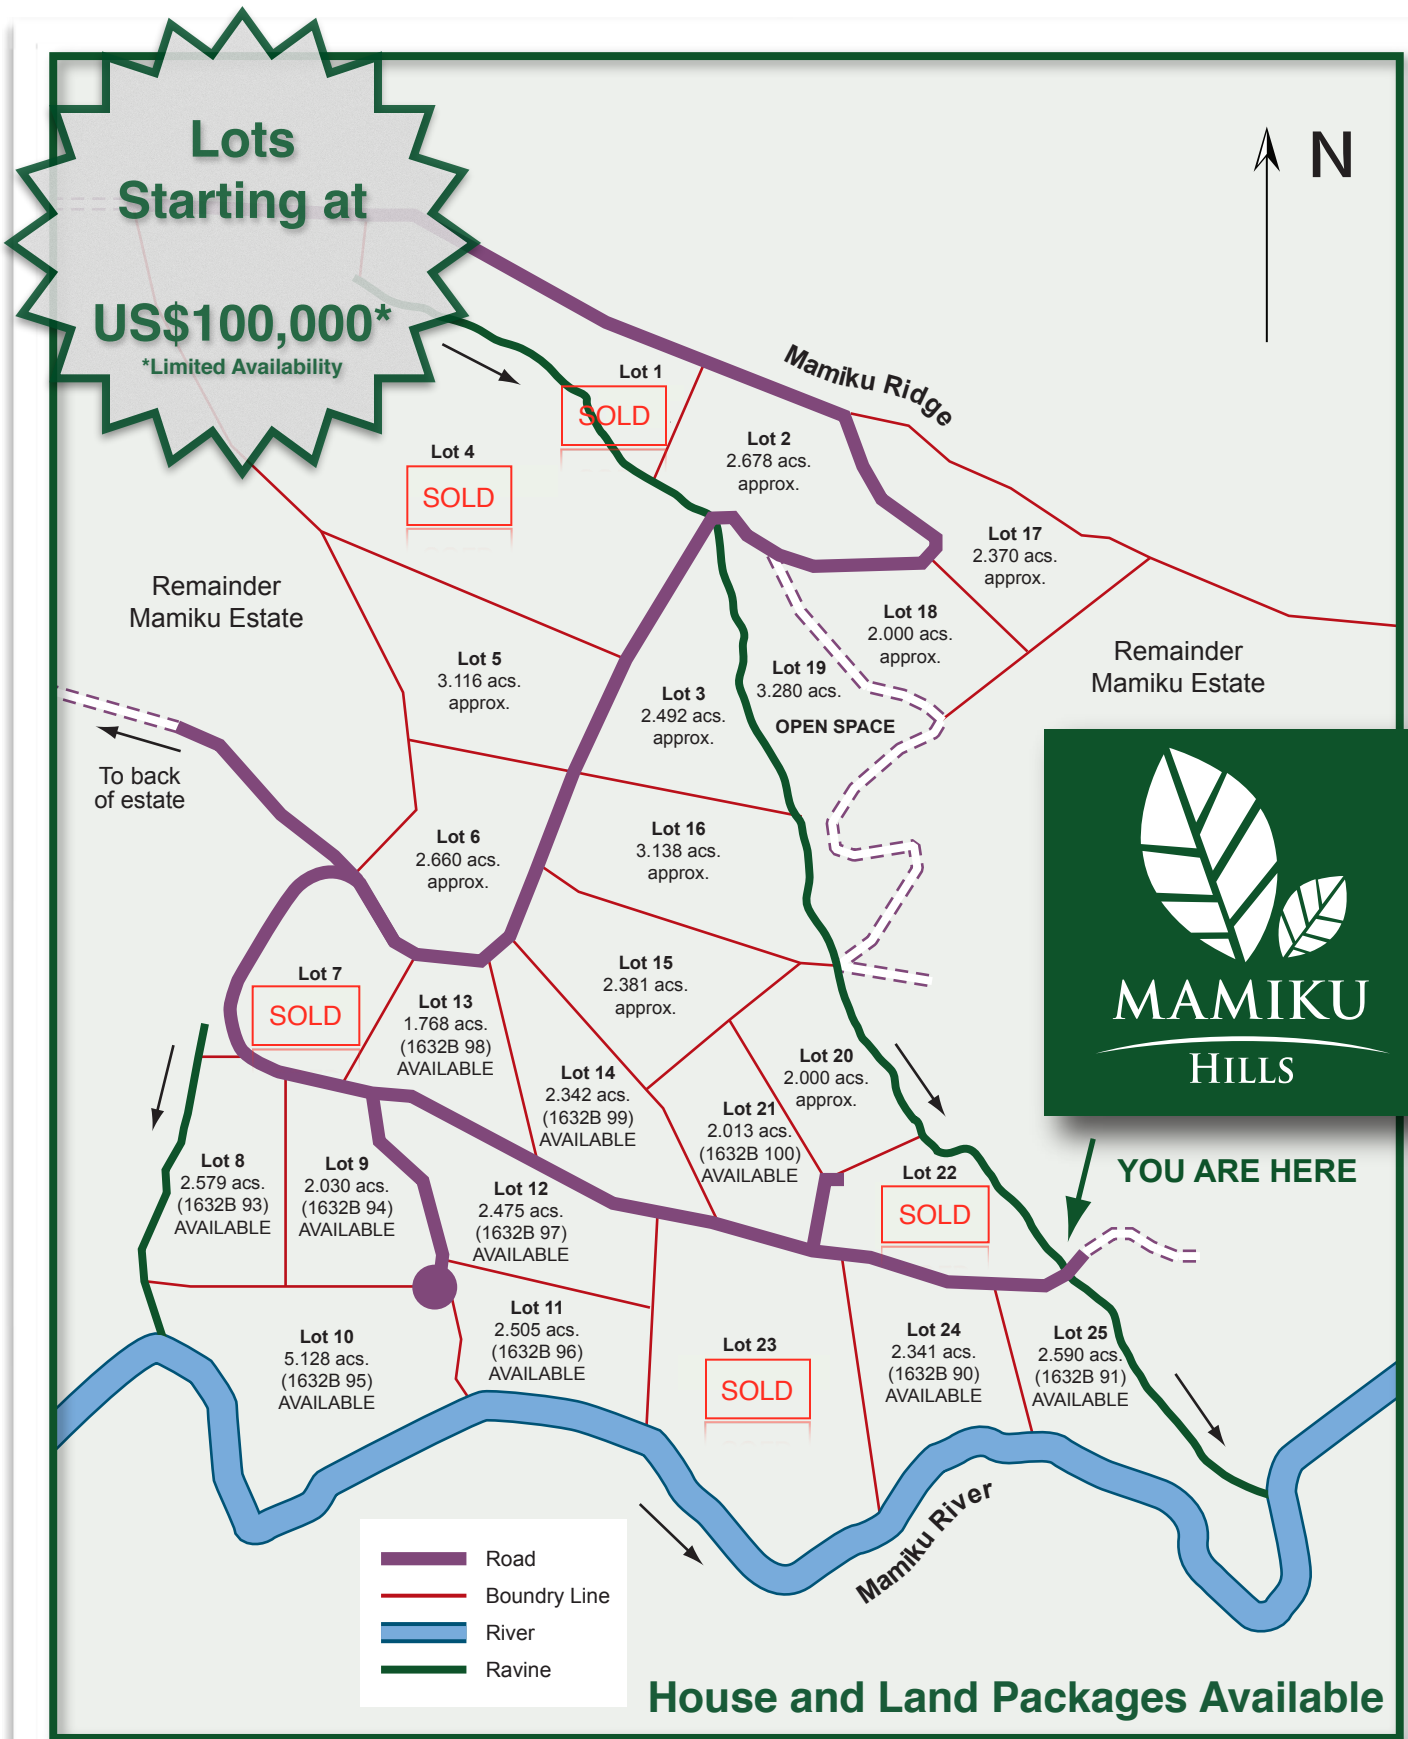 Lots
Starting at
US$100,000*
*Limited Availability
N
Mamiku Ridge
Lot 1
SOLD
Lot 2
2.678 acs.
approx.
Lot 4
SOLD
Lot 17
2.370 acs.
approx.
Remainder
Mamiku Estate
Lot 18
2.000 acs.
approx.
Lot 5
3.116 acs.
approx.
Lot 19
3.280 acs.
OPEN SPACE
Remainder
Mamiku Estate
Lot 3
2.492 acs.
approx.
To back
of estate
Lot 6
2.660 acs.
approx.
Lot 16
3.138 acs.
approx.
MAMIKU
HILLS
Lot 7
SOLD
Lot 15
2.381 acs.
approx.
Lot 13
1.768 acs.
(1632B 98)
AVAILABLE
Lot 14
2.342 acs.
(1632B 99)
AVAILABLE
Lot 20
2.000 acs.
approx.
Lot 21
2.013 acs.
(1632B 100)
AVAILABLE
YOU ARE HERE
Lot 8
2.579 acs.
(1632B 93)
AVAILABLE
Lot 9
2.030 acs.
(1632B 94)
AVAILABLE
Lot 12
2.475 acs.
(1632B 97)
AVAILABLE
Lot 22
SOLD
Lot 10
5.128 acs.
(1632B 95)
AVAILABLE
Lot 11
2.505 acs.
(1632B 96)
AVAILABLE
Lot 23
SOLD
Lot 24
2.341 acs.
(1632B 90)
AVAILABLE
Lot 25
2.590 acs.
(1632B 91)
AVAILABLE
Mamiku River
Road
Boundry Line
River
Ravine
House and Land Packages Available